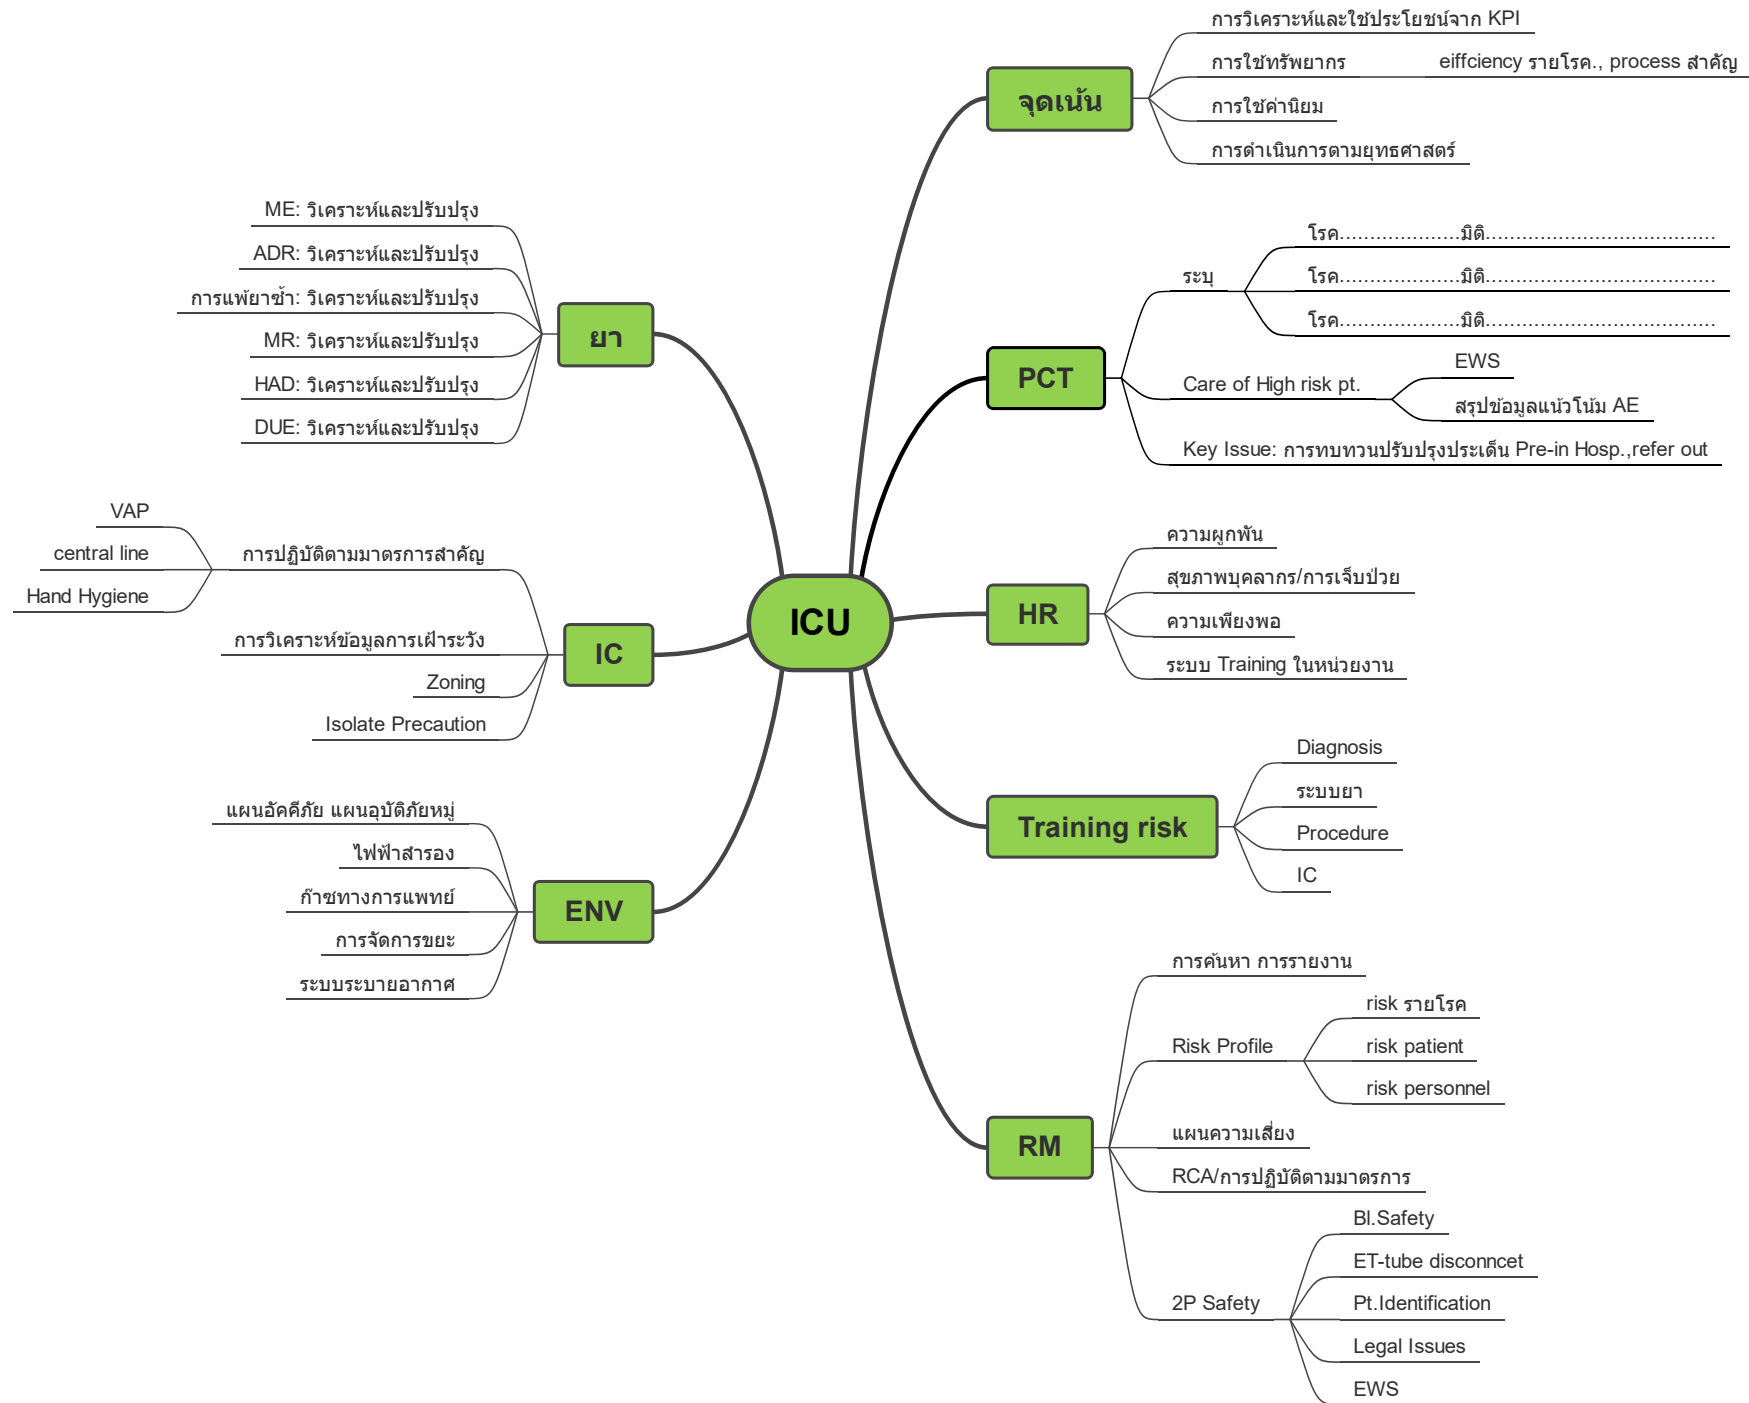 ICU
จุดเน้น
การวิเคราะห์และใช้ประโยชน์จาก KPI
การใช้ทรัพยากร
eiffciency รายโรค., process สำคัญ
การใช้ค่านิยม
การดำเนินการตามยุทธศาสตร์
PCT
ระบุ
โรค....................มิติ......................................
โรค....................มิติ......................................
โรค....................มิติ......................................
Care of High risk pt.
EWS
สรุปข้อมูลแน้วโน้ม AE
Key Issue: การทบทวนปรับปรุงประเด็น Pre-in Hosp.,refer out
HR
ความผูกพัน
สุขภาพบุคลากร/การเจ็บป่วย
ความเพียงพอ
ระบบ Training ในหน่วยงาน
Training risk
Diagnosis
ระบบยา
Procedure
IC
RM
การค้นหา การรายงาน
Risk Profile
risk รายโรค
risk patient
risk personnel
แผนความเสี่ยง
RCA/การปฏิบัติตามมาตรการ
2P Safety
Bl.Safety
ET-tube disconncet
Pt.Identification
Legal Issues
EWS
ยา
ME: วิเคราะห์และปรับปรุง
ADR: วิเคราะห์และปรับปรุง
การแพ้ยาซ้ำ: วิเคราะห์และปรับปรุง
MR: วิเคราะห์และปรับปรุง
HAD: วิเคราะห์และปรับปรุง
DUE: วิเคราะห์และปรับปรุง
IC
การปฏิบัติตามมาตรการสำคัญ
VAP
central line
Hand Hygiene
การวิเคราะห์ข้อมูลการเฝ้าระวัง
Zoning
Isolate Precaution
ENV
แผนอัคคีภัย แผนอุบัติภัยหมู่
ไฟฟ้าสำรอง
ก๊าซทางการแพทย์
การจัดการขยะ
ระบบระบายอากาศ